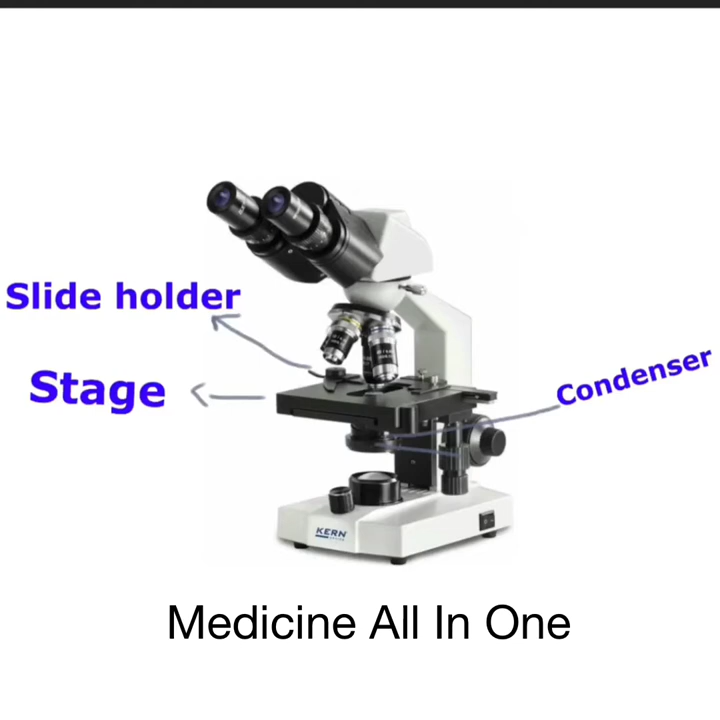 Slide holder
Stage
Condenser
KERN
Medicine All In One